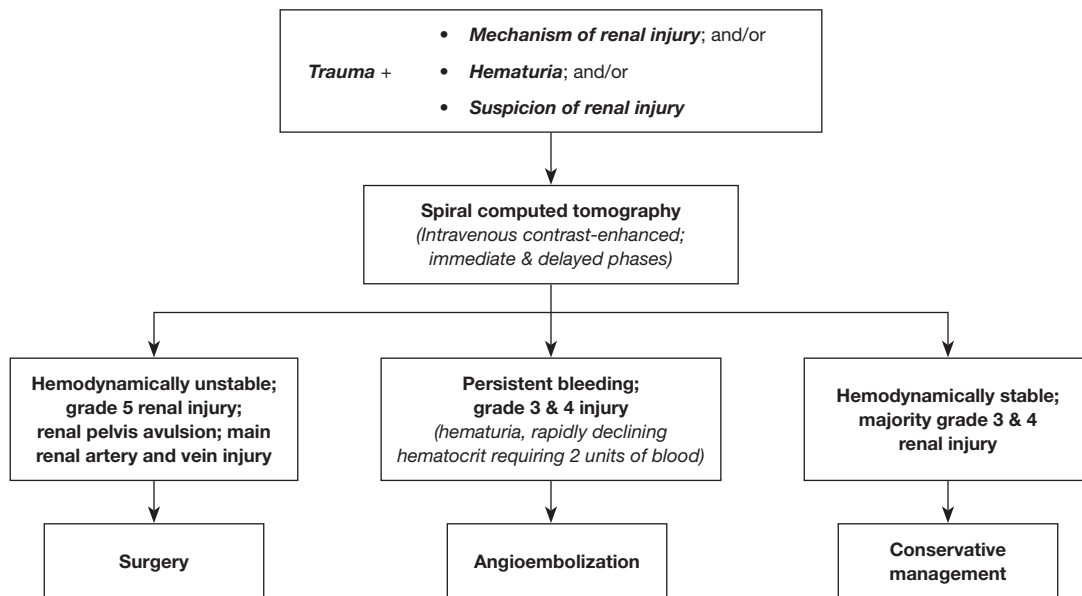 Trauma +
• Mechanism of renal injury; and/or
• Hematuria; and/or
• Suspicion of renal injury
Spiral computed tomography
(Intravenous contrast-enhanced;
immediate & delayed phases)
Hemodynamically unstable;
grade 5 renal injury;
renal pelvis avulsion; main
renal artery and vein injury
Persistent bleeding;
grade 3 & 4 injury
(hematuria, rapidly declining
hematocrit requiring 2 units of blood)
Hemodynamically stable;
majority grade 3 & 4
renal injury
Surgery
Angioembolization
Conservative
management